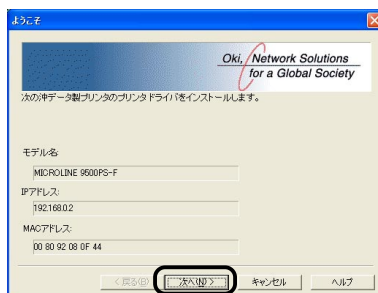 ようこそ
Oki, Network Solutions
for a Global Society
次の沖データ製プリンタのプリンタドライバをインストールします。
モデル名:
MICROLINE 9500PS-F
IPアドレス:
192.168.0.2
MACアドレス:
00 80 92 08 0F 44
< 戻る(B)
次へ(N) >
キャンセル
ヘルプ